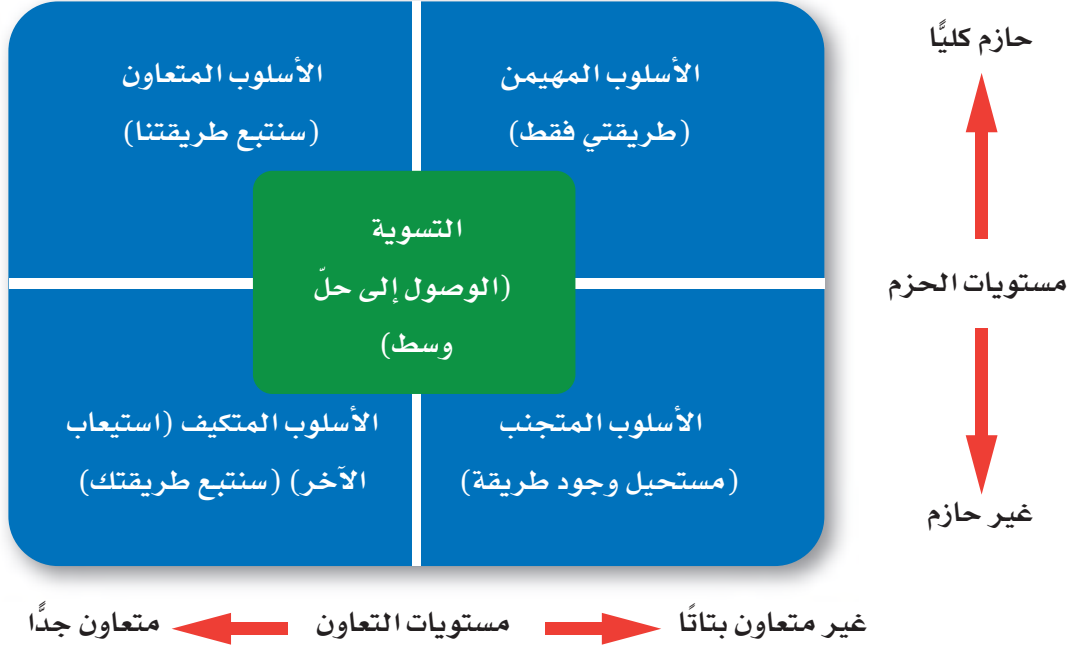 حازم كليًّا
الأسلوب المهيمن
(طريقتي فقط)
الأسلوب المتعاون
(سنتبع طريقتنا)
التسوية
(الوصول إلى حلّ
وسط)
مستويات الحزم
الأسلوب المتجنب
(مستحيل وجود طريقة)
الأسلوب المتكيف (استيعاب
الآخر) (سنتبع طريقتك)
غير حازم
غير متعاون بتاتًا
مستويات التعاون
متعاون جدًّا